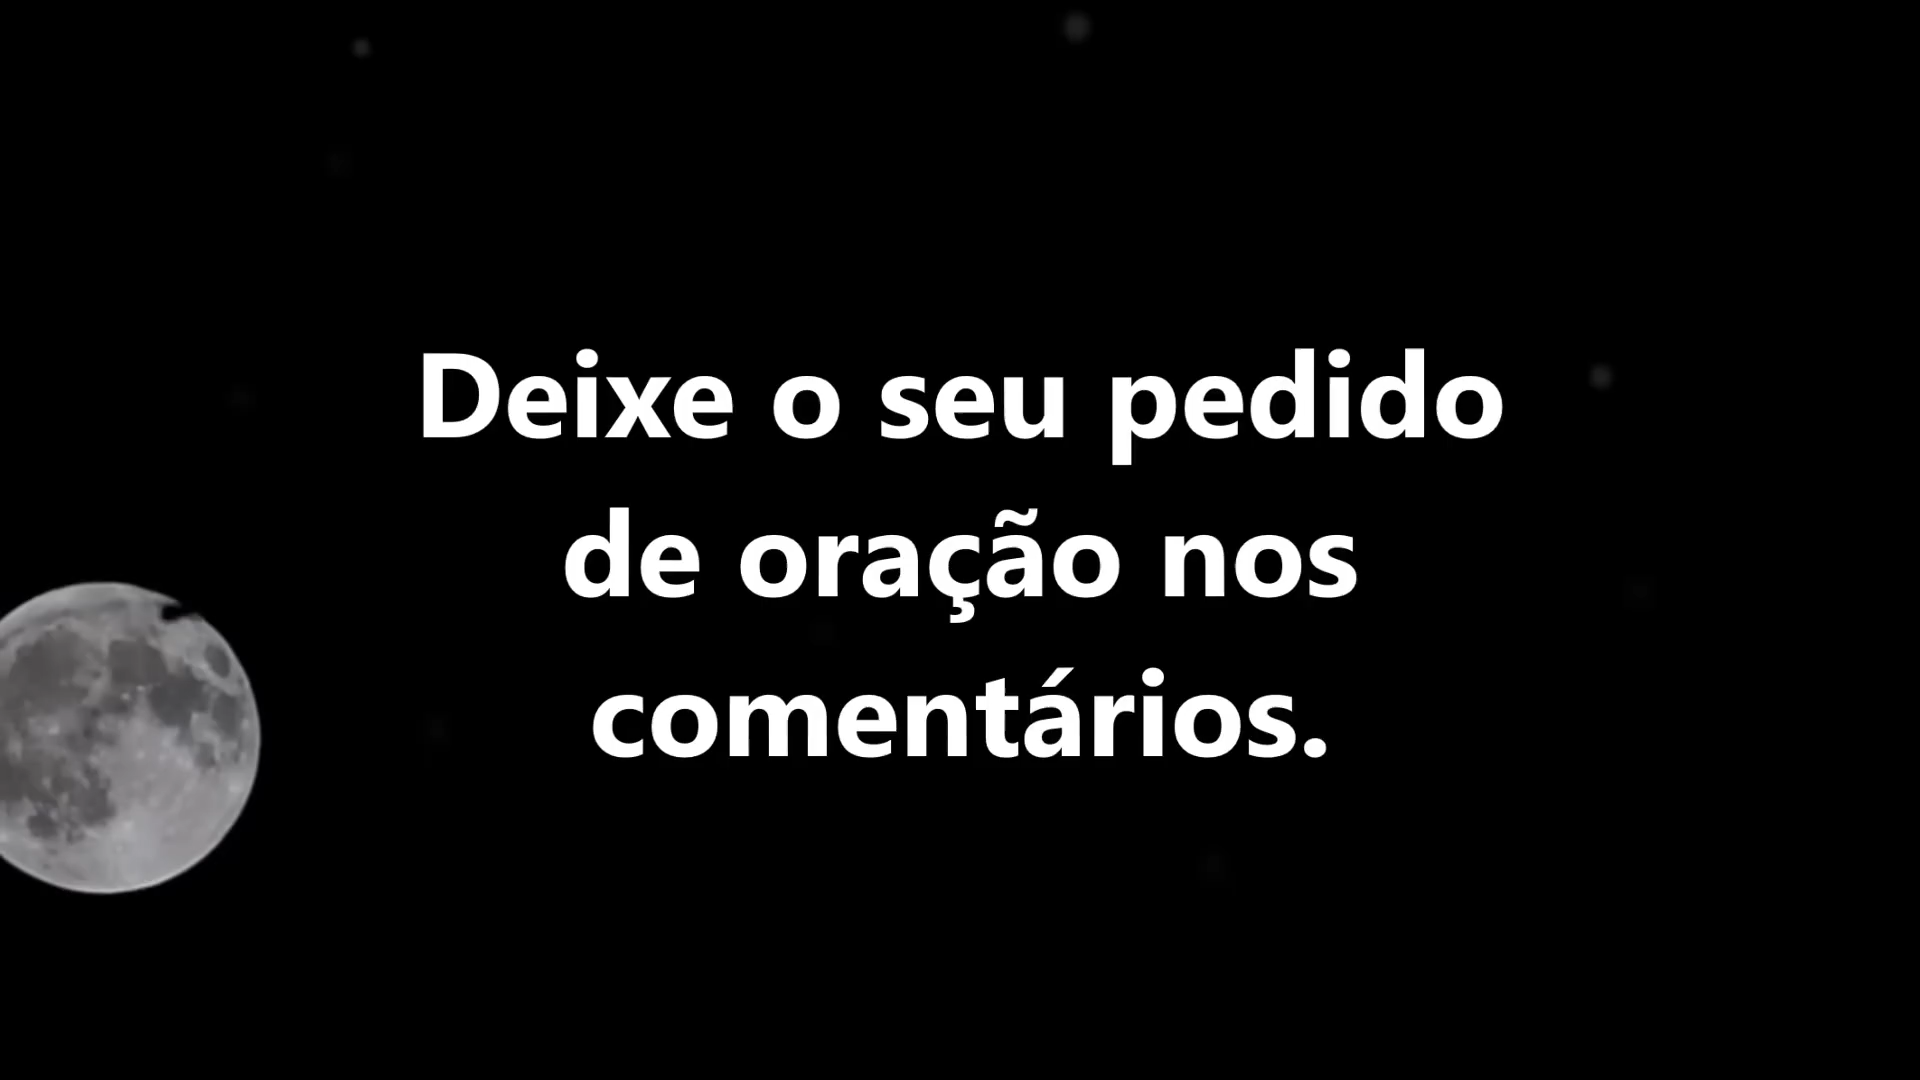 Deixe o seu pedido
de oração nos
comentários.